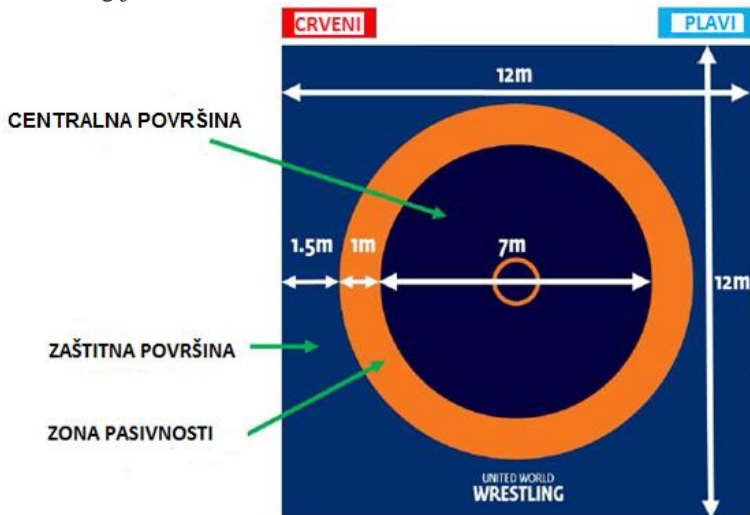 CRVENI
PLAVI
12m
CENTRALNA POVRŠINA
1.5m
1m
7m
12m
ZAŠTITNA POVRŠINA
ZONA PASIVNOSTI
UNITED WORLD
WRESTLING